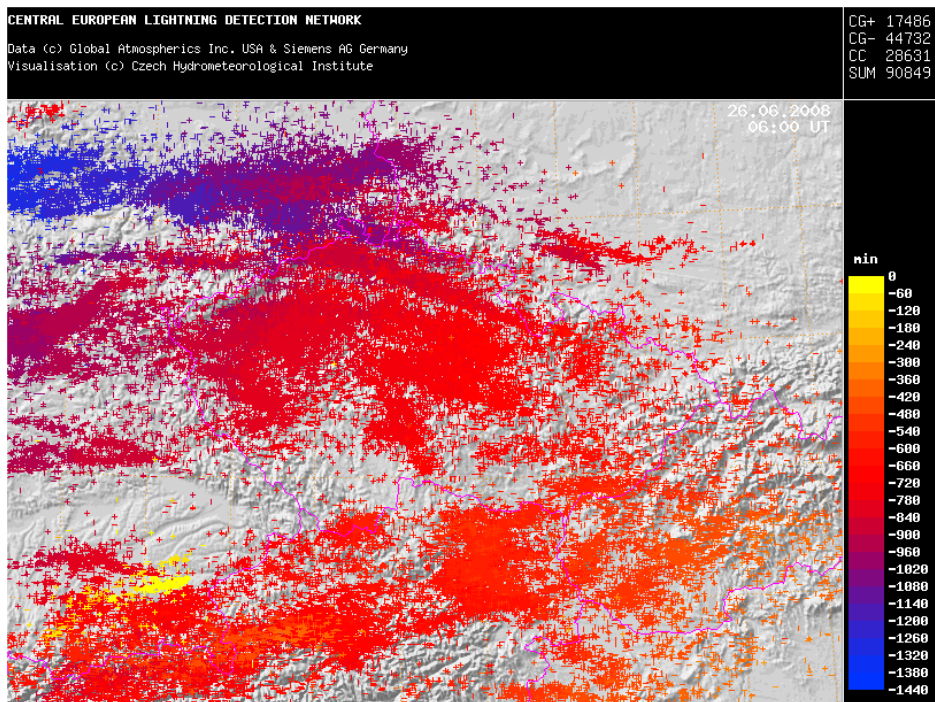 CENTRAL EUROPEAN LIGHTNING DETECTION NETWORK
Data (c) Global Atmospherics Inc. USA & Siemens AG Germany
Visualisation (c) Czech Hydrometeorological Institute
CG+ 17486
CG- 44732
CC 28631
SUM 90849
26.06.2008
06:00 UT
min
0
-60
-120
-180
-240
-300
-360
-420
-480
-540
-600
-660
-720
-780
-840
-900
-960
-1020
-1080
-1140
-1200
-1260
-1320
-1380
-1440